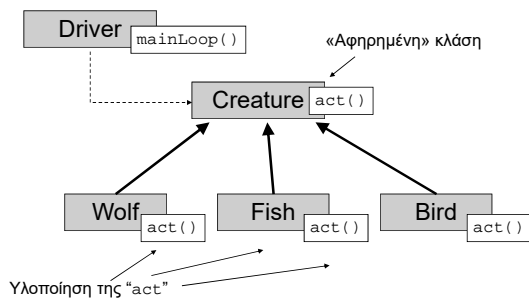 Driver
mainLoop()
«Αφηρημένη» κλάση
Creature
act()
Wolf
act()
Fish
act()
Bird
act()
Υλοποίηση της “act”